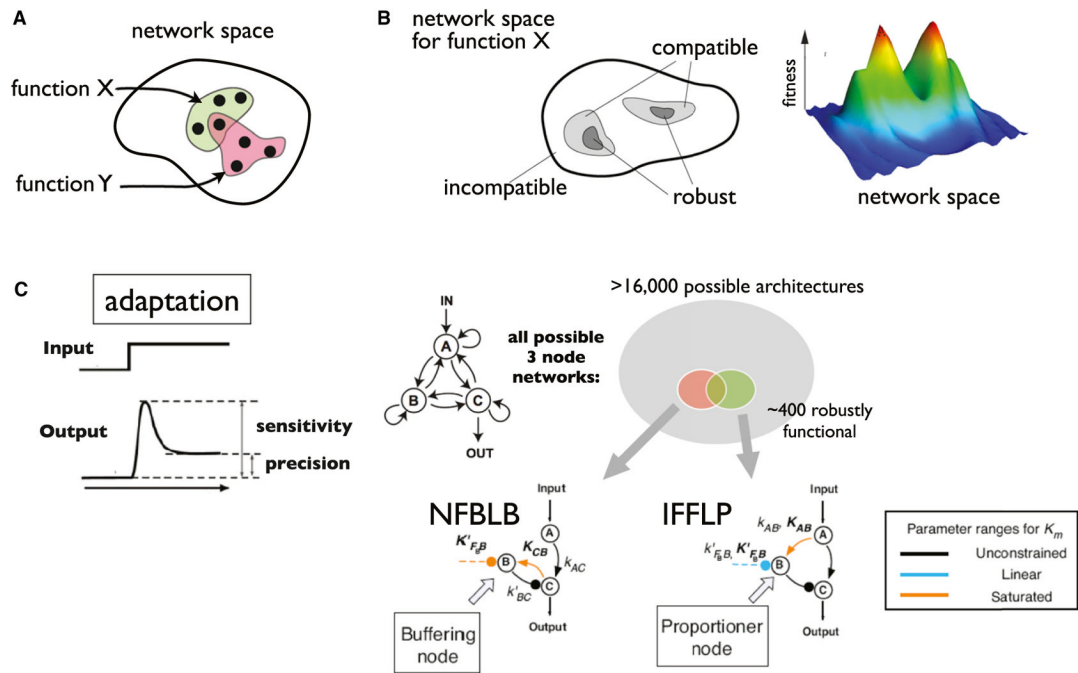 A
network space
function X
function Y
B
network space
for function X
compatible
incompatible
robust
fitness
network space
C
adaptation
Input
Output
sensitivity
precision
IN
A
B
C
OUT
all possible
3 node
networks:
>16,000 possible architectures
~400 robustly
functional
NFBLB
Input
A
K'FBB
KCB
kAC
B
C
k'BC
Output
Buffering
node
IFFLP
Input
kAB, KAB
A
k'FBB, K'FBB
B
C
Output
Proportioner
node
Parameter ranges for Km
Unconstrained
Linear
Saturated